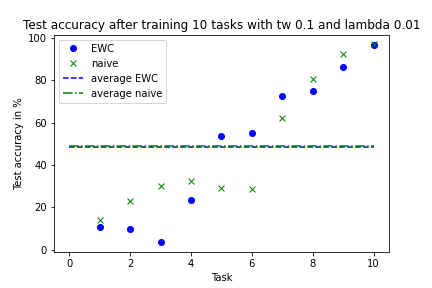 Test accuracy after training 10 tasks with tw 0.1 and lambda 0.01
100
80
60
40
20
0
Test accuracy in %
EWC
naive
average EWC
average naive
0
2
4
6
8
10
Task